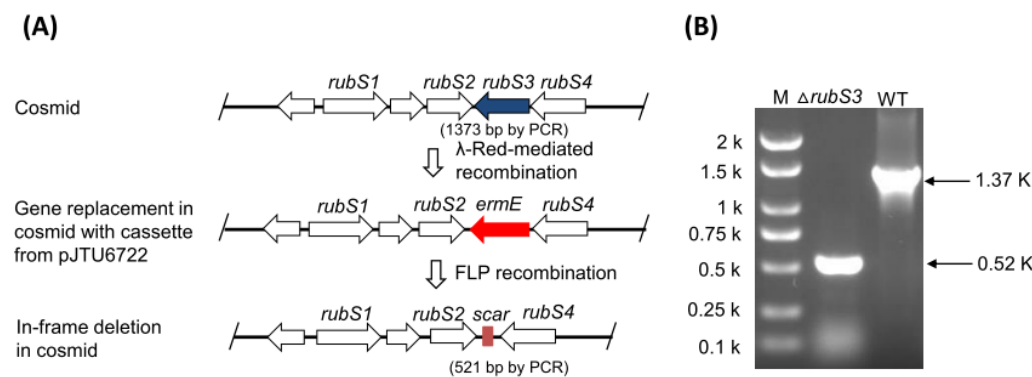 (A)
rubS1 rubS2 rubS3 rubS4
Cosmid
(1373 bp by PCR)
λ-Red-mediated
recombination
Gene replacement in
cosmid with cassette
from pJTU6722
rubS1 rubS2 ermE rubS4
FLP recombination
In-frame deletion
in cosmid
rubS1 rubS2 scar rubS4
(521 bp by PCR)
(B)
M ΔrubS3 WT
2 k
1.5 k
1 k
0.75 k
0.5 k
0.25 k
0.1 k
1.37 K
0.52 K